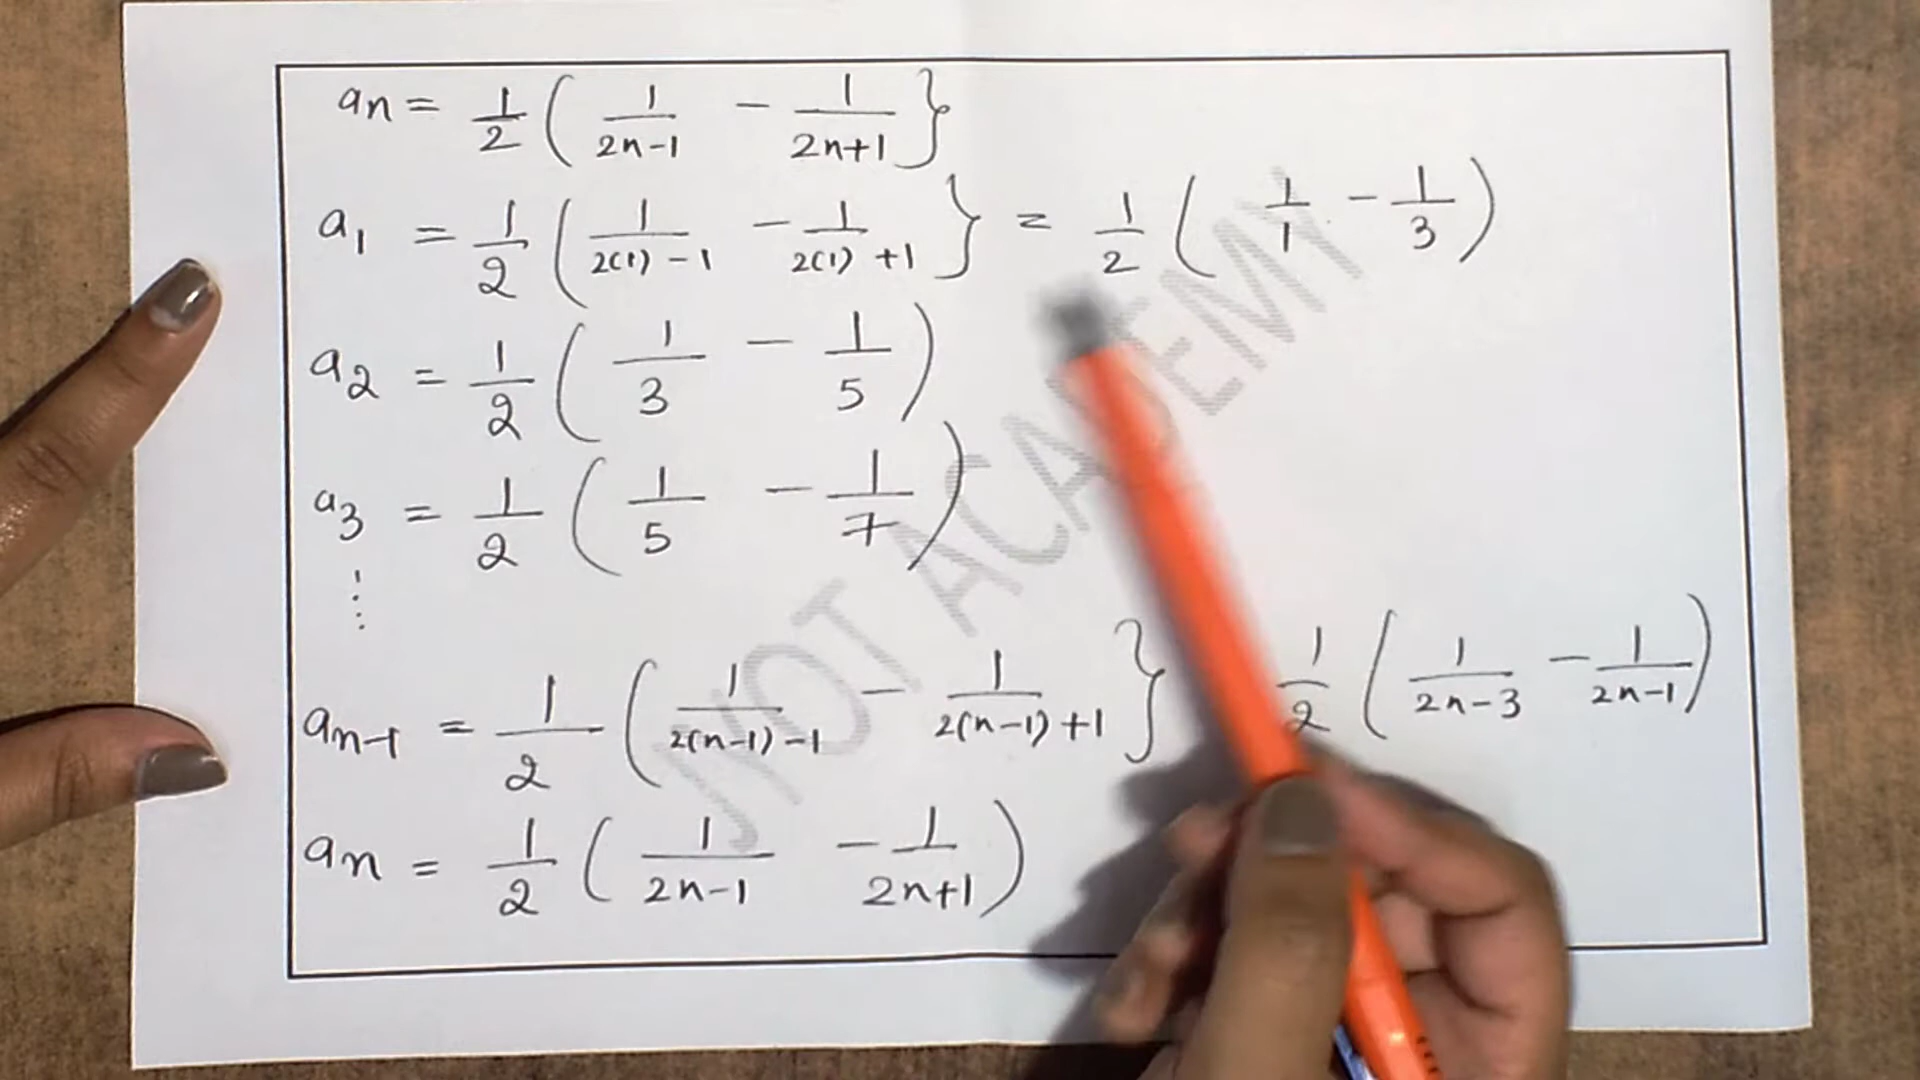 an = 1/2 ( 1/2n-1 - 1/2n+1 }
a1 = 1/2 ( 1/2(1)-1 - 1/2(1)+1 } = 1/2 ( 1/1 - 1/3 )
a2 = 1/2 ( 1/3 - 1/5 )
a3 = 1/2 ( 1/5 - 1/7 )
⋮
an-1 = 1/2 ( 1/2(n-1)-1 - 1/2(n-1)+1 } 1/2 ( 1/2n-3 - 1/2n-1 )
an = 1/2 ( 1/2n-1 - 1/2n+1 )
JYOT ACADEMY